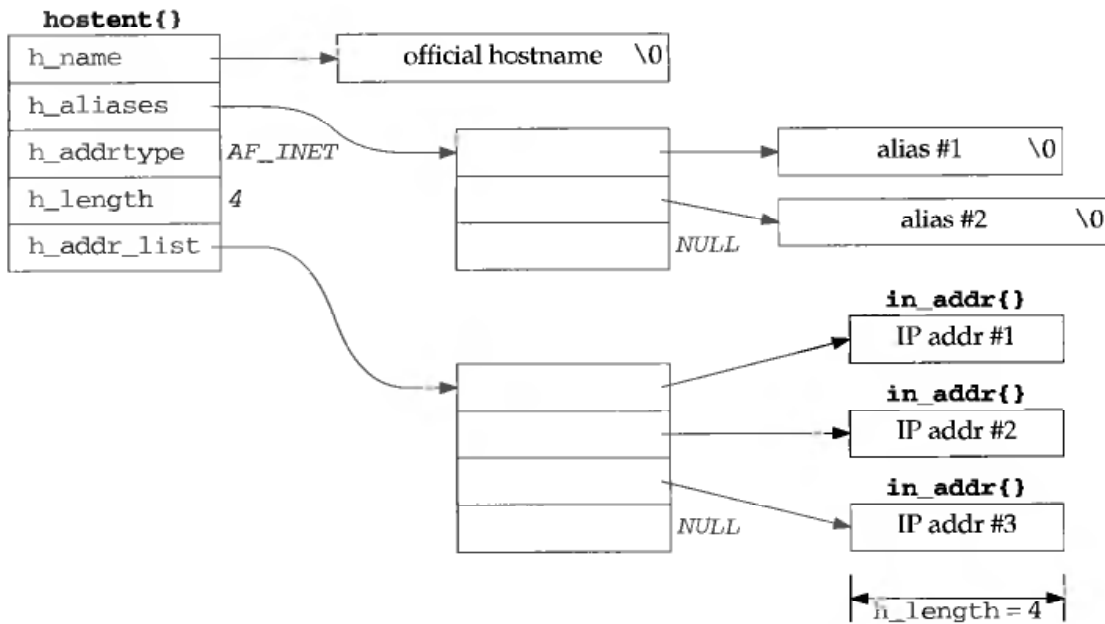 hostent{}
h_name
official hostname \0
h_aliases
h_addrtype AF_INET
alias #1 \0
h_length 4
alias #2 \0
h_addr_list
NULL
in_addr{}
IP addr #1
in_addr{}
IP addr #2
in_addr{}
IP addr #3
NULL
h_length = 4